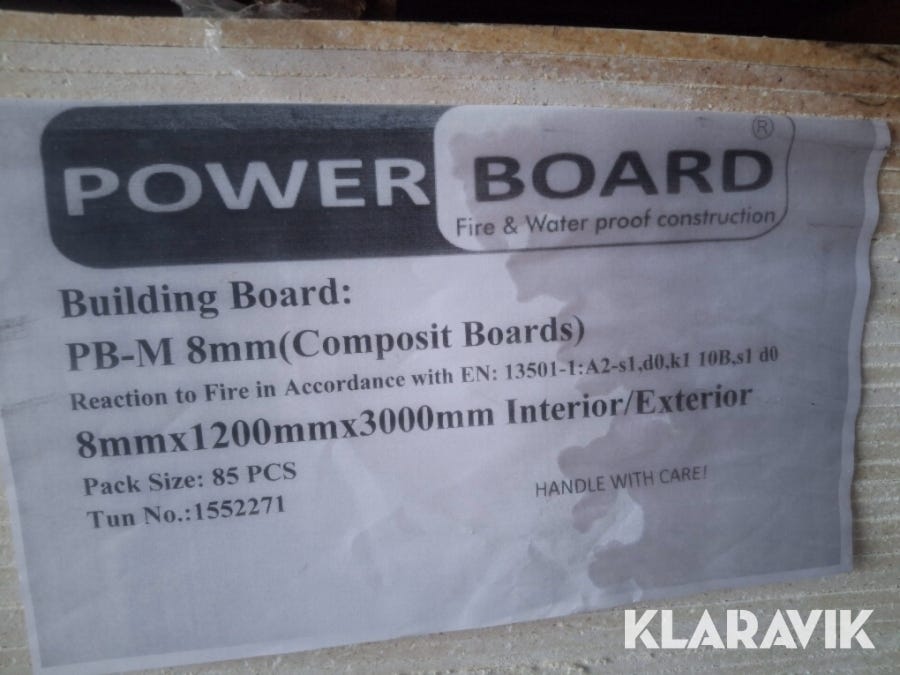 POWER BOARD ®
Fire & Water proof construction
Building Board:
PB-M 8mm(Composit Boards)
Reaction to Fire in Accordance with EN: 13501-1:A2-s1,d0,k1 10B,s1 d0
8mmx1200mmx3000mm Interior/Exterior
Pack Size: 85 PCS
HANDLE WITH CARE!
Tun No.:1552271
KLARAVIK